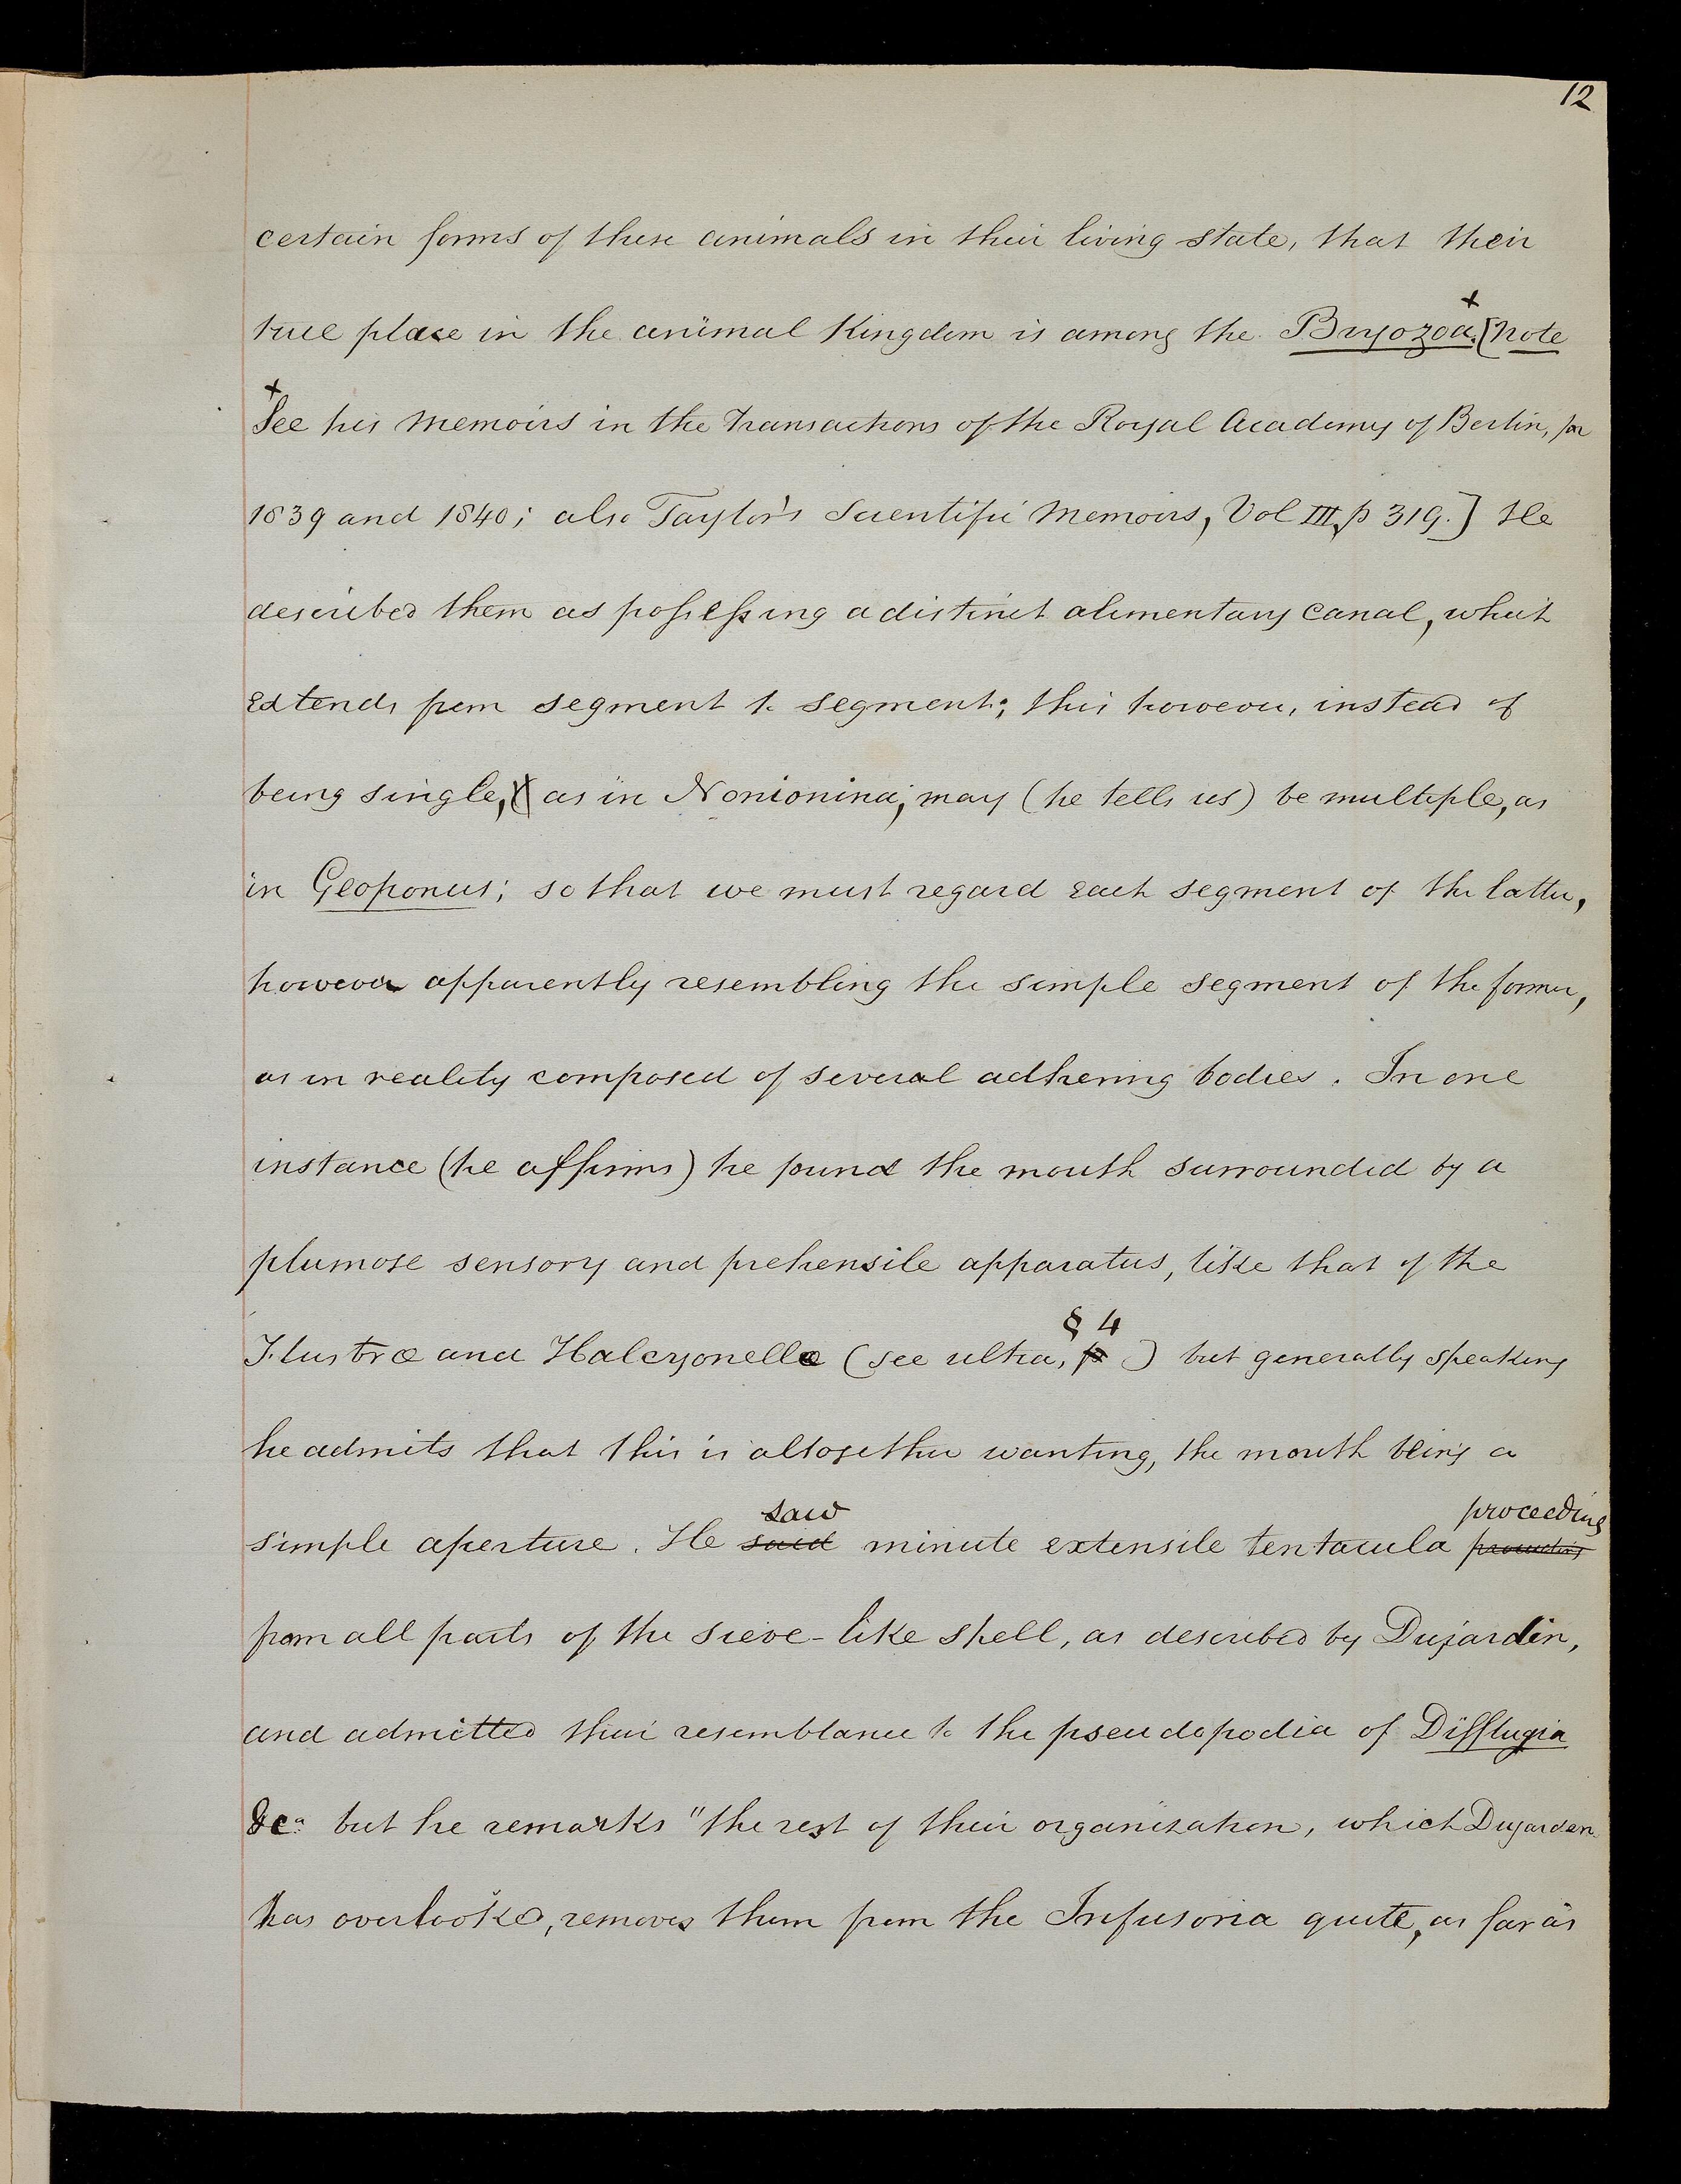 12
certain forms of these animals in their living state, that their
true place in the animal Kingdom is among the Bryozoa.+ [note
+See his Memoirs in the Transactions of the Royal Academy of Berlin, for
1839 and 1840; also Taylor's Scientific Memoirs, Vol III, p 319.] He
described them as possessing a distinct alimentary canal, which
extends from segment to segment; this however, instead of
being single, as in Nonionina, may (he tells us) be multiple, as
in Geoponus; so that we must regard each segment of the latter,
however apparently resembling the simple segment of the former,
as in reality composed of several adhering bodies. In one
instance (he affirms) he found the mouth surrounded by a
plumose sensory and prehensile apparatus, like that of the
§ 4
Flustræ and Halcyonellæ (see ultra, p ) but generally speaking
he admits that this is altogether wanting, the mouth being a
saw proceeding
simple aperture. He said minute extensile tentacula proceeding
from all parts of the sieve-like shell, as described by Dujardin,
and admitted their resemblance to the pseudopodia of Difflugia
&ca but he remarks "the rest of their organization, which Dujarden
has overlooked, removes them from the Infusoria quite, as far as